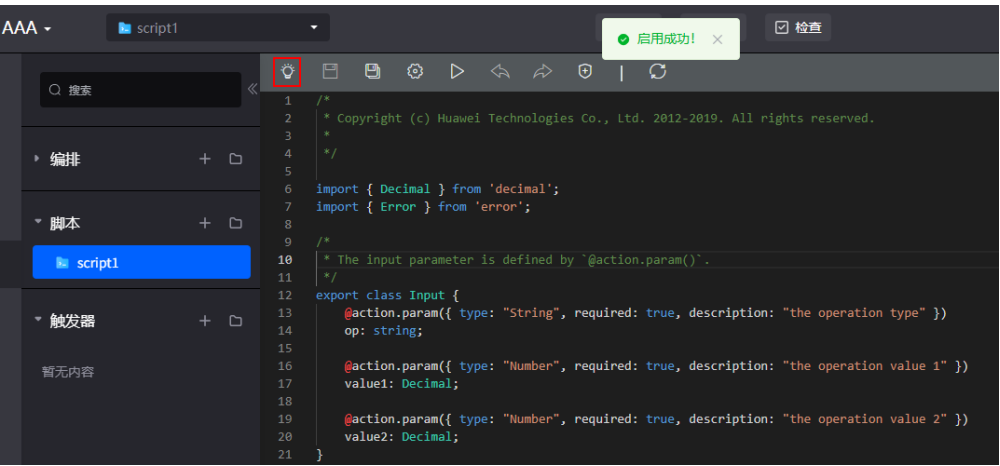 AAA
script1
启用成功！
检查
搜索
编排
脚本
script1
触发器
暂无内容
1 /*
2 * Copyright (c) Huawei Technologies Co., Ltd. 2012-2019. All rights reserved.
3 *
4 */
5
6 import { Decimal } from 'decimal';
7 import { Error } from 'error';
8
9 /*
10 * The input parameter is defined by `@action.param()`.
11 */
12 export class Input {
13 @action.param({ type: "String", required: true, description: "the operation type" })
14 op: string;
15
16 @action.param({ type: "Number", required: true, description: "the operation value 1" })
17 value1: Decimal;
18
19 @action.param({ type: "Number", required: true, description: "the operation value 2" })
20 value2: Decimal;
21 }